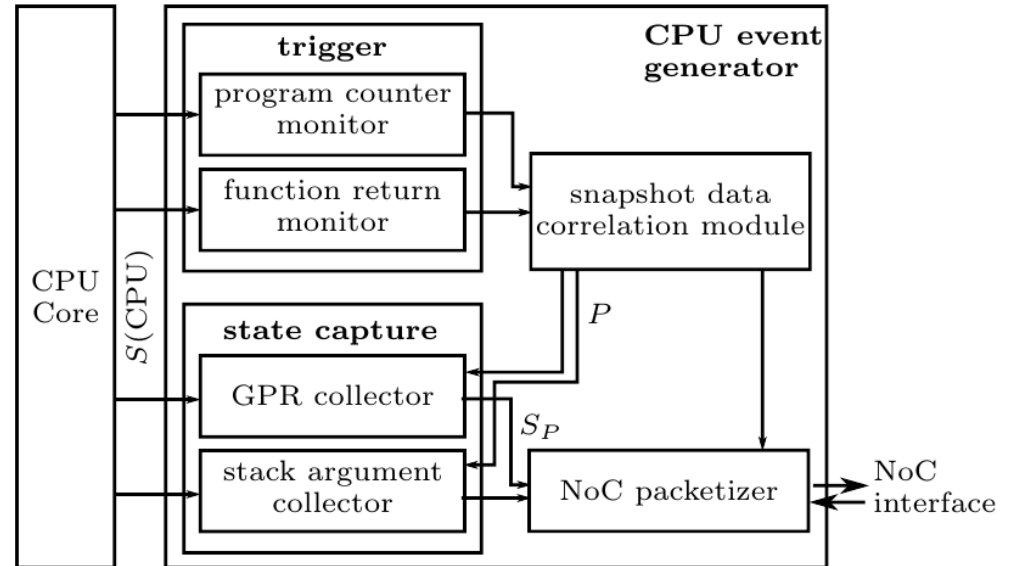 CPU
Core
S(CPU)
trigger
program counter
monitor
function return
monitor
state capture
GPR collector
stack argument
collector
CPU event
generator
snapshot data
correlation module
P
S_P
NoC packetizer
NoC
interface